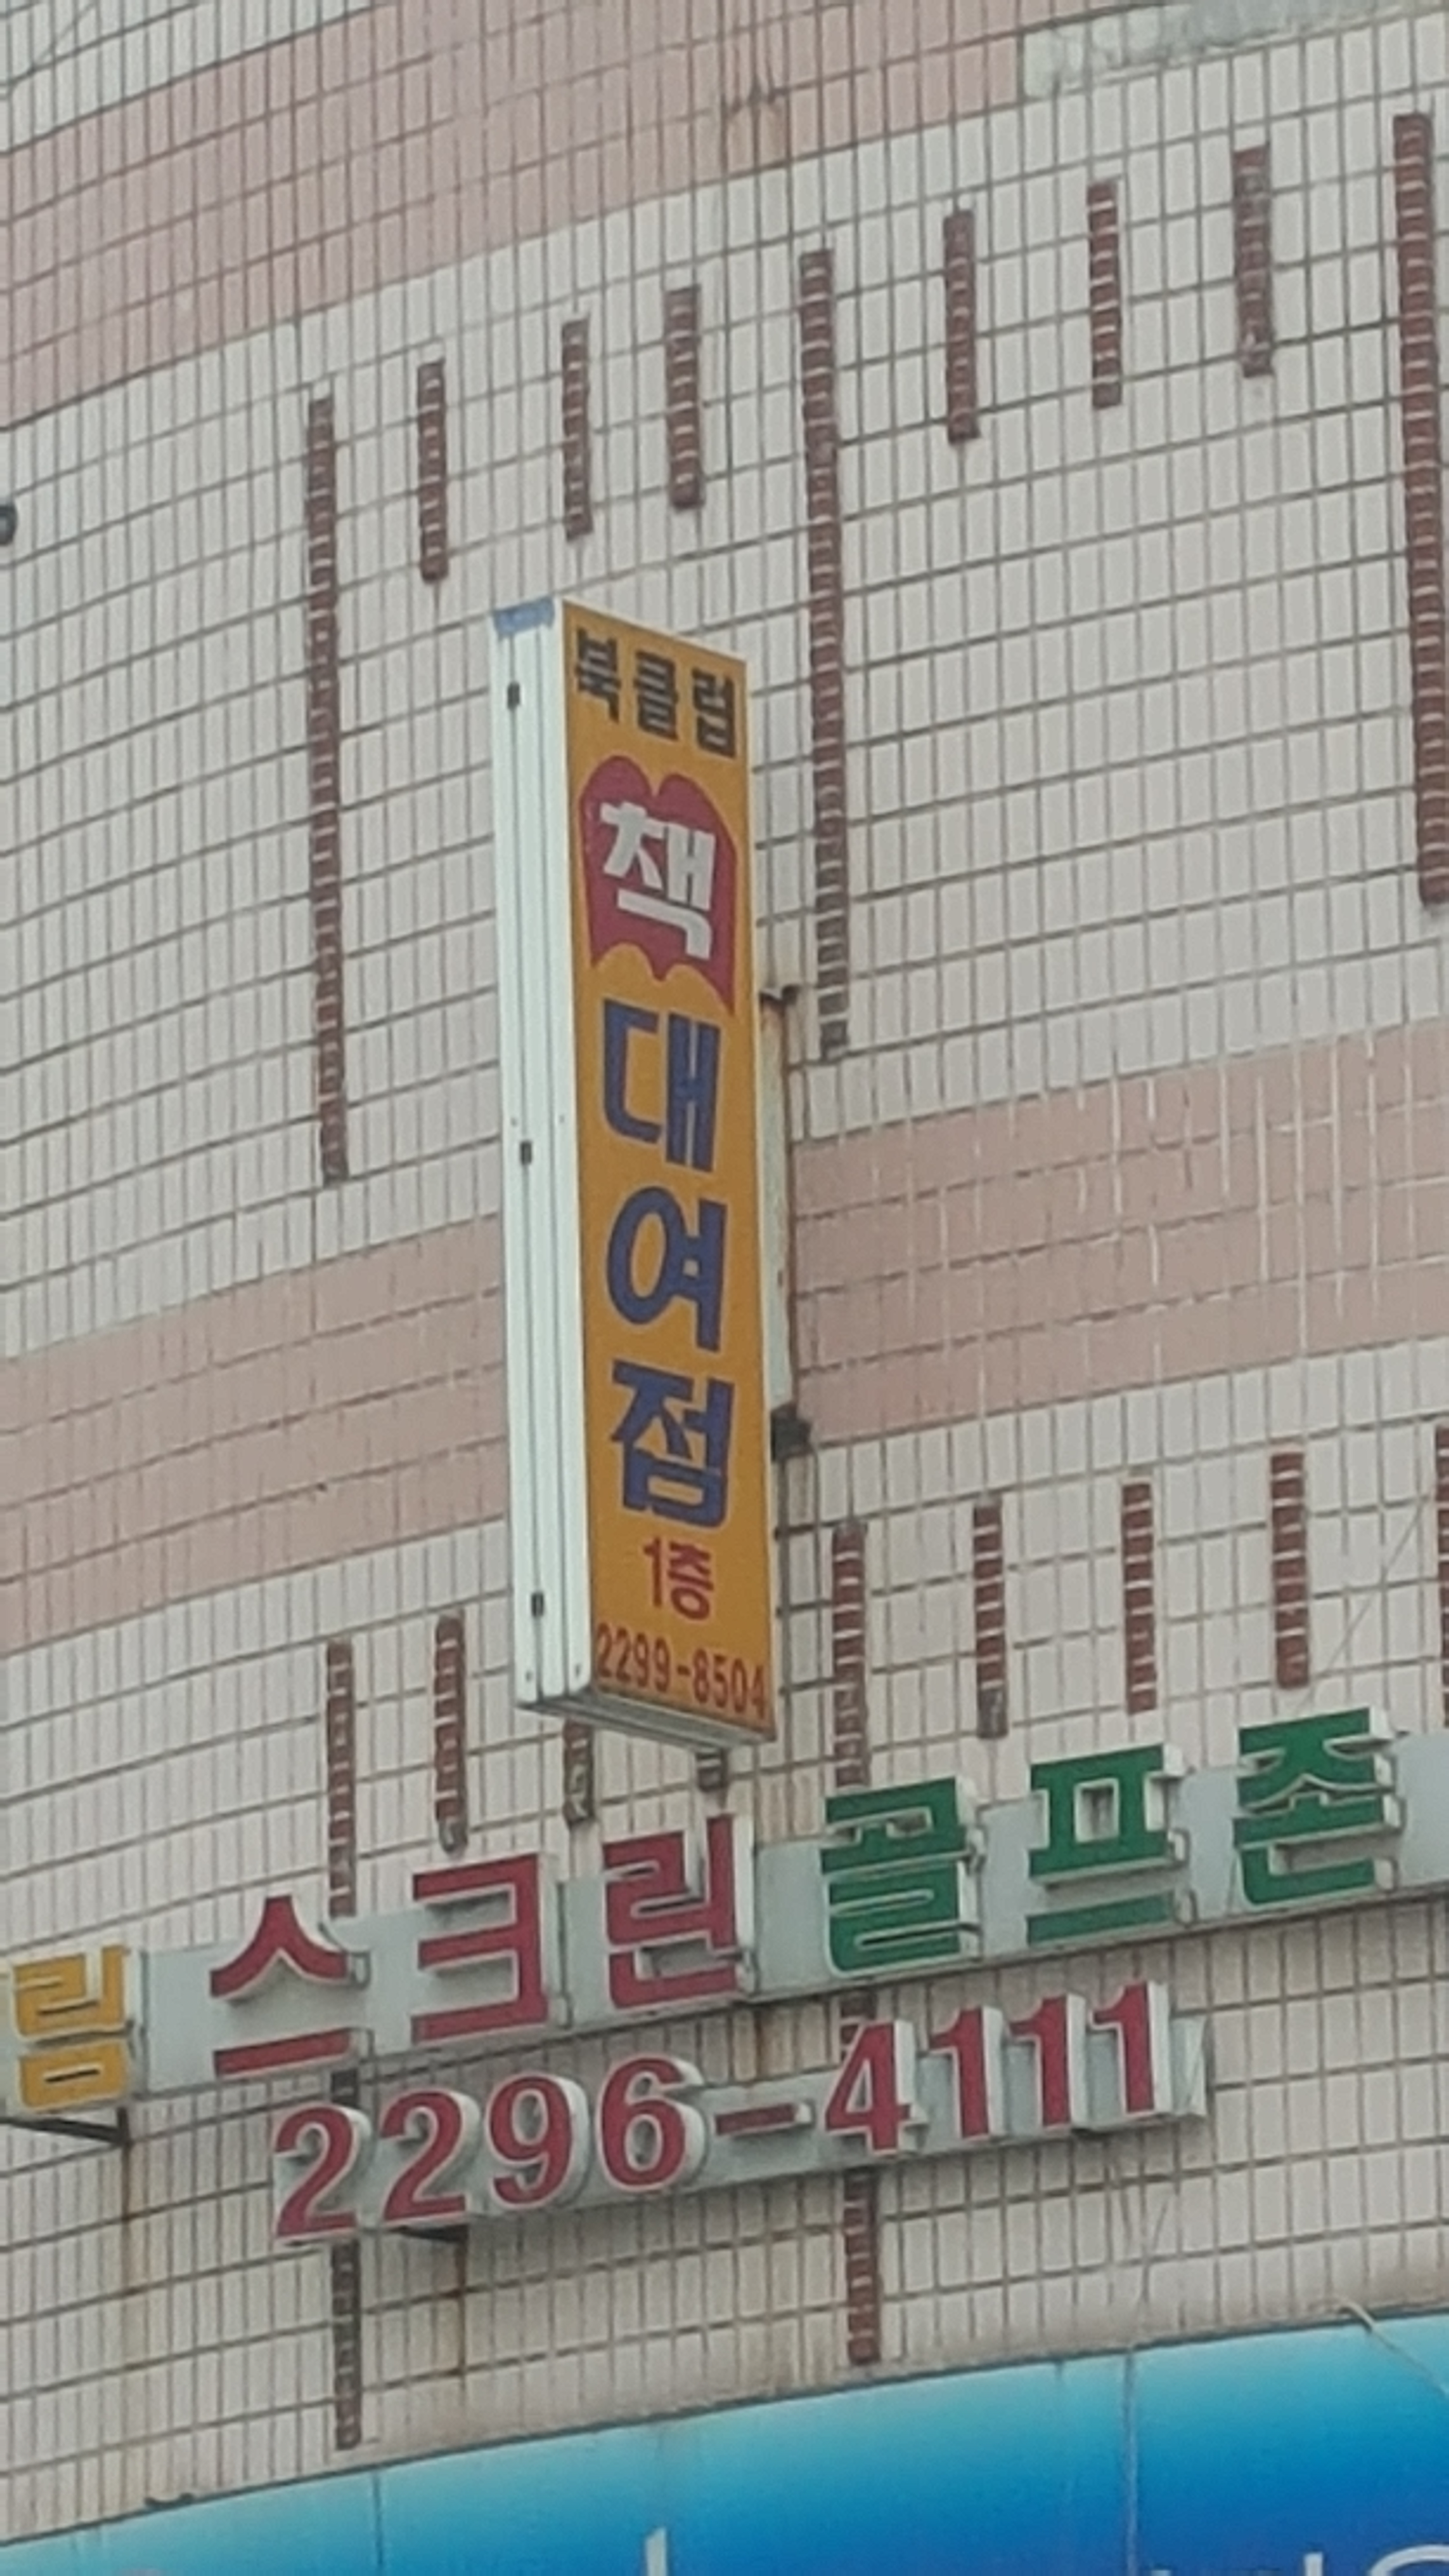 북클럽
책
대
여
점
1층
2299-8504
림 스크린 골프존
2296-4111